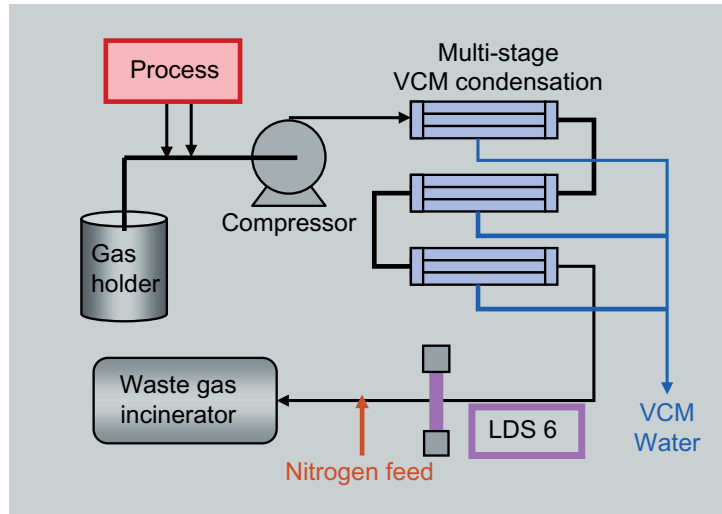 Process
Multi-stage
VCM condensation
Compressor
Gas
holder
Waste gas
incinerator
LDS 6
VCM
Water
Nitrogen feed